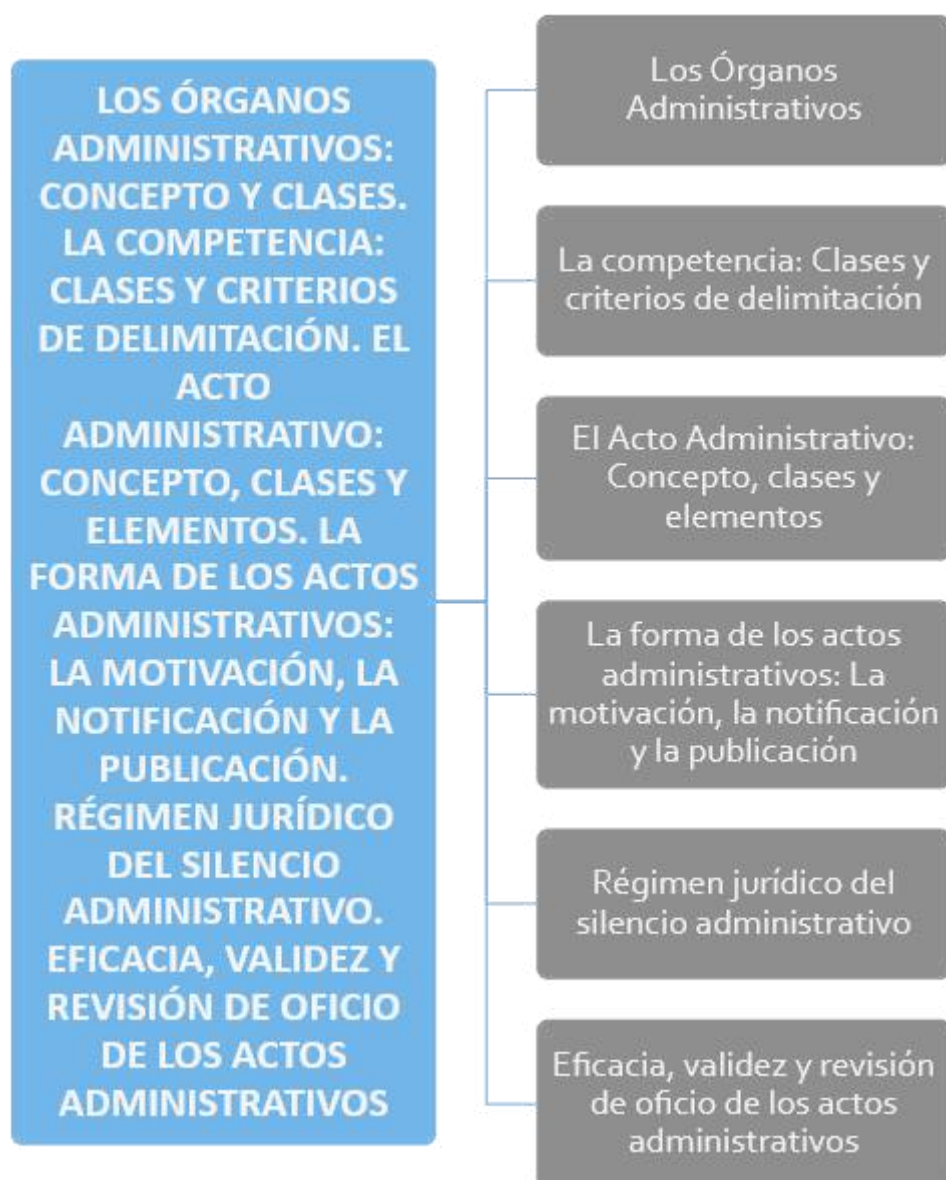 LOS ÓRGANOS
ADMINISTRATIVOS:
CONCEPTO Y CLASES.
LA COMPETENCIA:
CLASES Y CRITERIOS
DE DELIMITACIÓN. EL
ACTO
ADMINISTRATIVO:
CONCEPTO, CLASES Y
ELEMENTOS. LA
FORMA DE LOS ACTOS
ADMINISTRATIVOS:
LA MOTIVACIÓN, LA
NOTIFICACIÓN Y LA
PUBLICACIÓN.
RÉGIMEN JURÍDICO
DEL SILENCIO
ADMINISTRATIVO.
EFICACIA, VALIDEZ Y
REVISIÓN DE OFICIO
DE LOS ACTOS
ADMINISTRATIVOS
Los Órganos
Administrativos
La competencia: Clases y
criterios de delimitación
El Acto Administrativo:
Concepto, clases y
elementos
La forma de los actos
administrativos: La
motivación, la notificación
y la publicación
Régimen jurídico del
silencio administrativo
Eficacia, validez y revisión
de oficio de los actos
administrativos